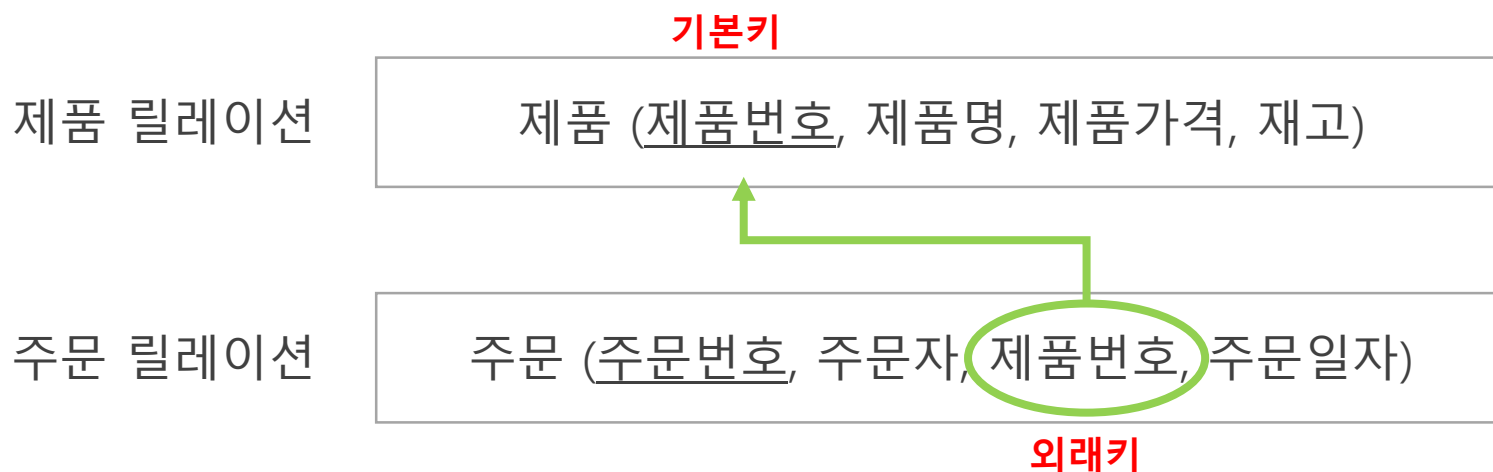 기본키
제품 릴레이션
제품 (제품번호, 제품명, 제품가격, 재고)
주문 릴레이션
주문 (주문번호, 주문자, 제품번호, 주문일자)
외래키